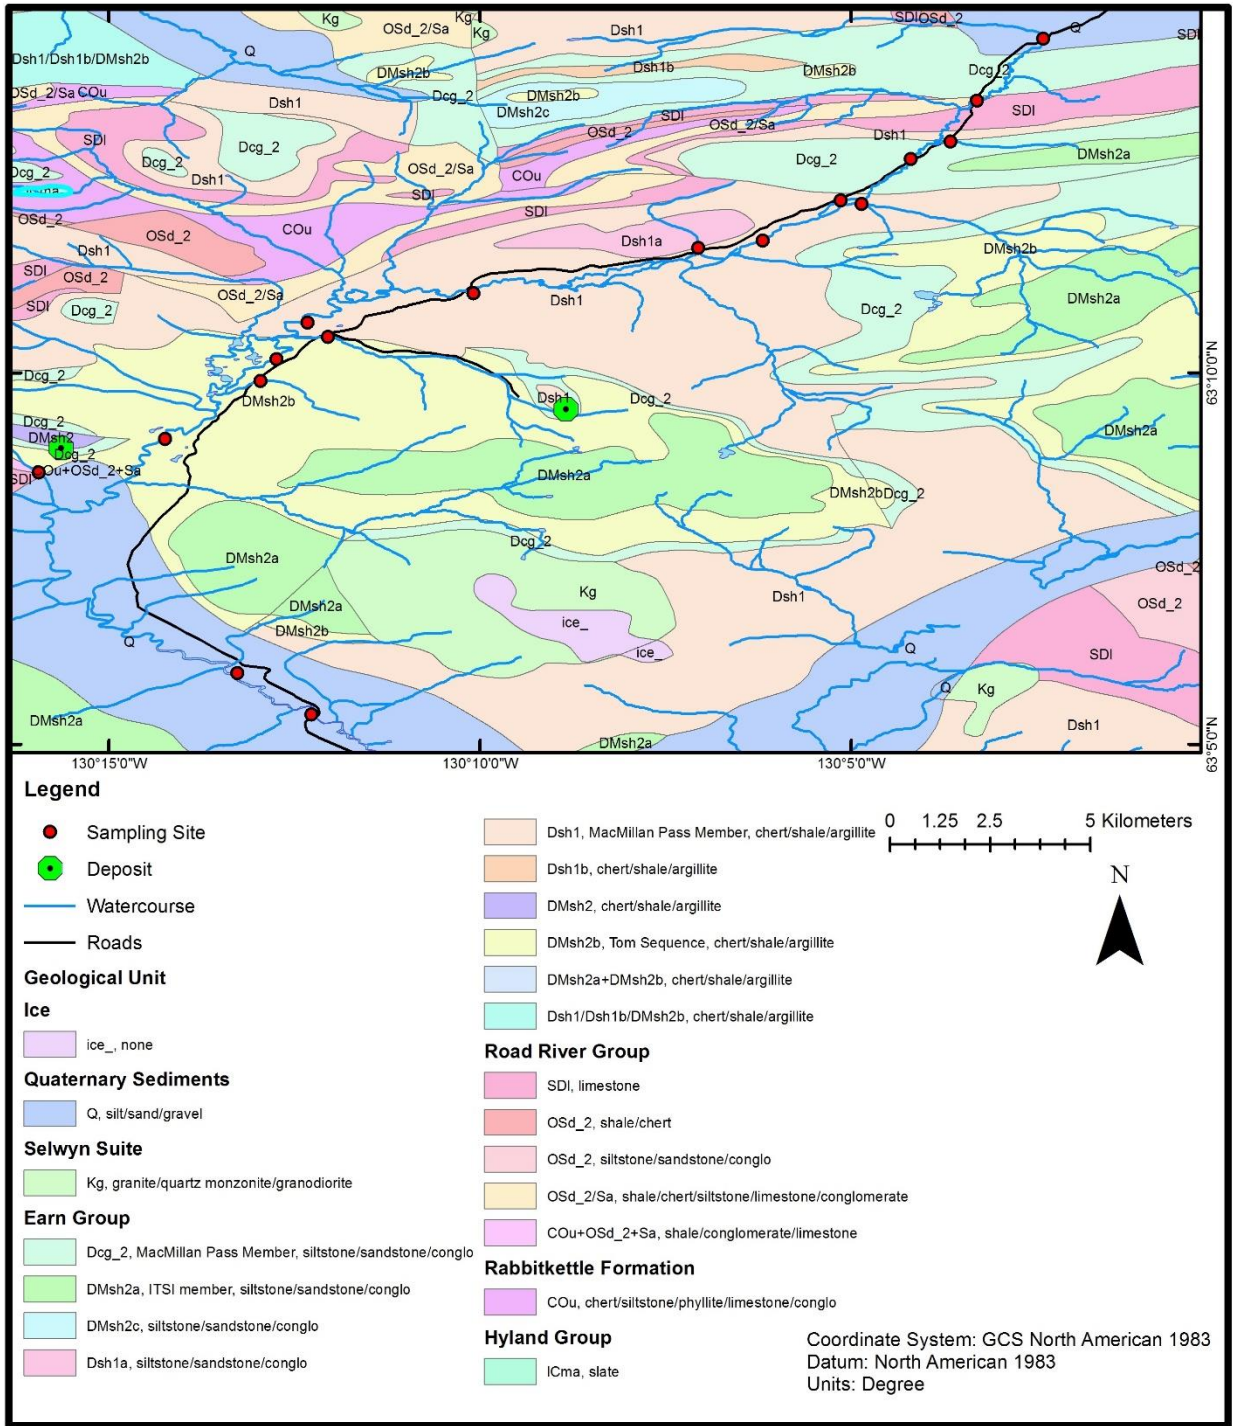 Kg
Kg
OSd_2/Sa
Kg
Dsh1
SDI
OSd_2
Q
Q
SDI
Dsh1/Dsh1b/DMsh2b
DMsh2b
Dsh1b
DMsh2b
Dcg_2
OSd_2/Sa
COu
Dsh1
Dcg_2
DMsh2b
DMsh2c
SDI
OSd_2
OSd_2/Sa
SDI
Dsh1
SDI
Dcg_2
Dcg_2
Dsh1
OSd_2/Sa
COu
Dcg_2
DMsh2a
Dcg_2
SDI
SDI
OSd_2
OSd_2
COu
Dsh1
Dsh1a
DMsh2b
SDI
OSd_2
OSd_2/Sa
SDI
Dcg_2
Dsh1
Dcg_2
DMsh2a
Dcg_2
DMsh2b
Dsh1
Dcg_2
63°10'0"N
Dcg_2
DMsh2
Dcg_2
DMsh2a
DMsh2a
SDI
Ou+OSd_2+Sa
DMsh2b
Dcg_2
DMsh2a
Dcg_2
OSd_2
OSd_2
Kg
Dsh1
DMsh2a
DMsh2b
ice_
ice_
Q
SDI
Q
Q
Kg
DMsh2a
DMsh2a
Dsh1
63°5'0"N
130°15'0"W
130°10'0"W
130°5'0"W
Legend
Sampling Site
Deposit
Watercourse
Roads
Geological Unit
Ice
ice_, none
Quaternary Sediments
Q, silt/sand/gravel
Selwyn Suite
Kg, granite/quartz monzonite/granodiorite
Earn Group
Dcg_2, MacMillan Pass Member, siltstone/sandstone/conglo
DMsh2a, ITSI member, siltstone/sandstone/conglo
DMsh2c, siltstone/sandstone/conglo
Dsh1a, siltstone/sandstone/conglo
Dsh1, MacMillan Pass Member, chert/shale/argillite
Dsh1b, chert/shale/argillite
DMsh2, chert/shale/argillite
DMsh2b, Tom Sequence, chert/shale/argillite
DMsh2a+DMsh2b, chert/shale/argillite
Dsh1/Dsh1b/DMsh2b, chert/shale/argillite
Road River Group
SDI, limestone
OSd_2, shale/chert
OSd_2, siltstone/sandstone/conglo
OSd_2/Sa, shale/chert/siltstone/limestone/conglomerate
COu+OSd_2+Sa, shale/conglomerate/limestone
Rabbitkettle Formation
COu, chert/siltstone/phyllite/limestone/conglo
Hyland Group
ICma, slate
0 1.25 2.5 5 Kilometers
N
Coordinate System: GCS North American 1983
Datum: North American 1983
Units: Degree